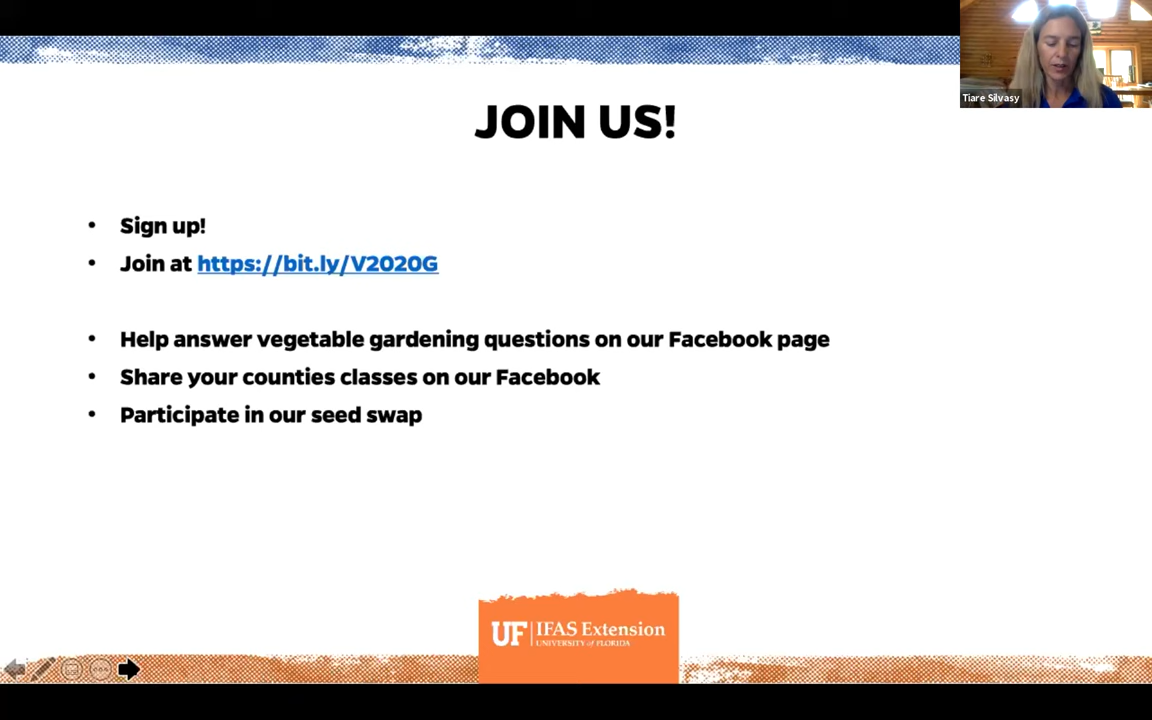 Tiare Silvasy
JOIN US!
• Sign up!
• Join at https://bit.ly/V2020G
• Help answer vegetable gardening questions on our Facebook page
• Share your counties classes on our Facebook
• Participate in our seed swap
UF IFAS Extension
UNIVERSITY of FLORIDA